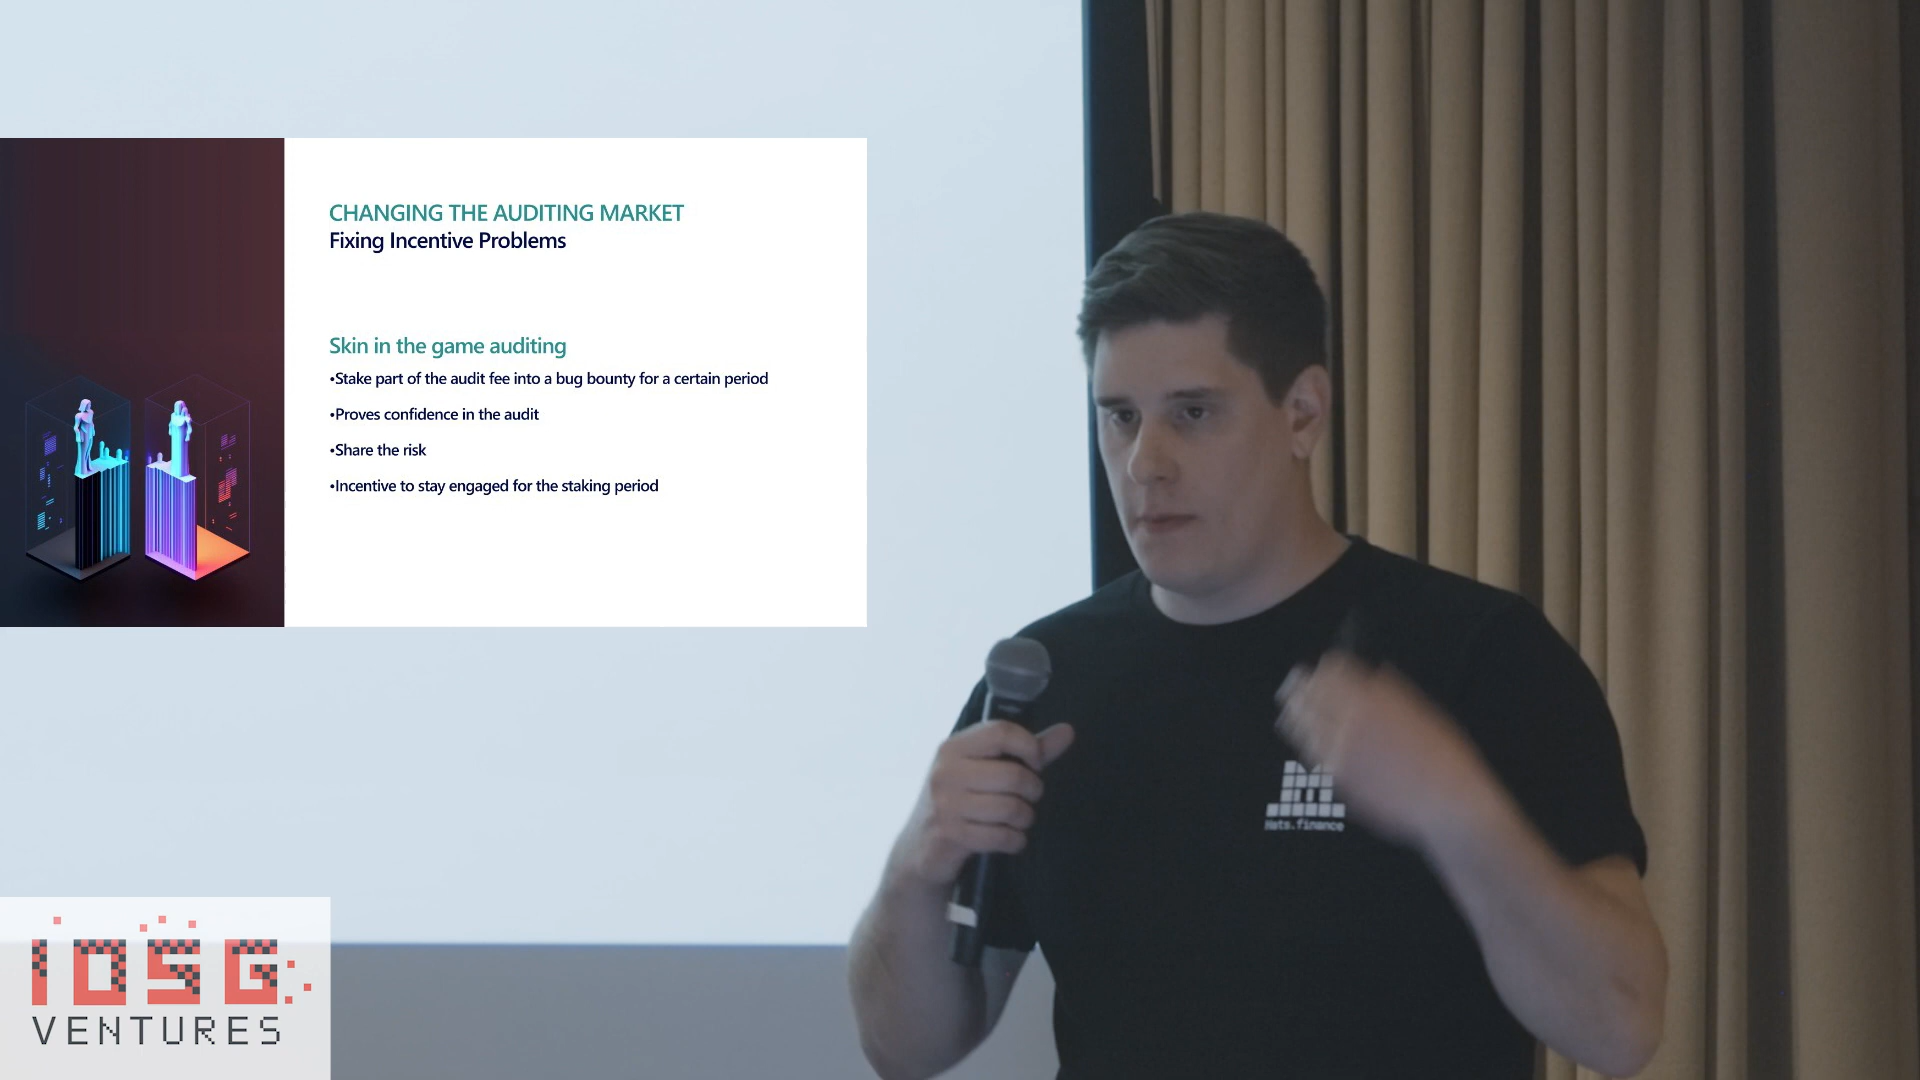 CHANGING THE AUDITING MARKET
Fixing Incentive Problems
Skin in the game auditing
•Stake part of the audit fee into a bug bounty for a certain period
•Proves confidence in the audit
•Share the risk
•Incentive to stay engaged for the staking period
Hats.finance
IOSG
VENTURES